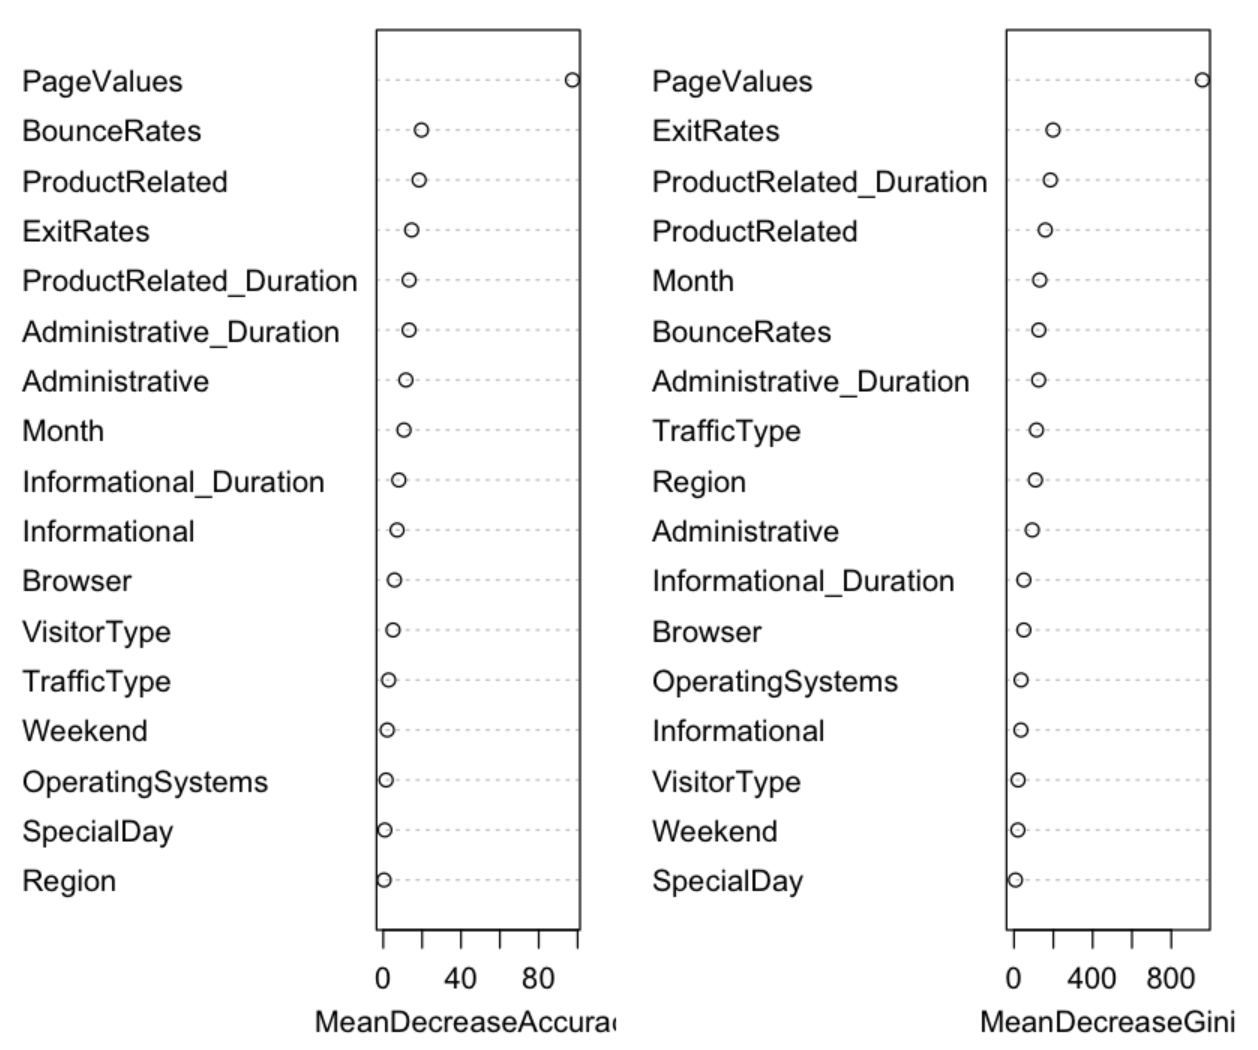 PageValues
BounceRates
ProductRelated
ExitRates
ProductRelated_Duration
Administrative_Duration
Administrative
Month
Informational_Duration
Informational
Browser
VisitorType
TrafficType
Weekend
OperatingSystems
SpecialDay
Region
0 40 80
MeanDecreaseAccurac
PageValues
ExitRates
ProductRelated_Duration
ProductRelated
Month
BounceRates
Administrative_Duration
TrafficType
Region
Administrative
Informational_Duration
Browser
OperatingSystems
Informational
VisitorType
Weekend
SpecialDay
0 400 800
MeanDecreaseGini